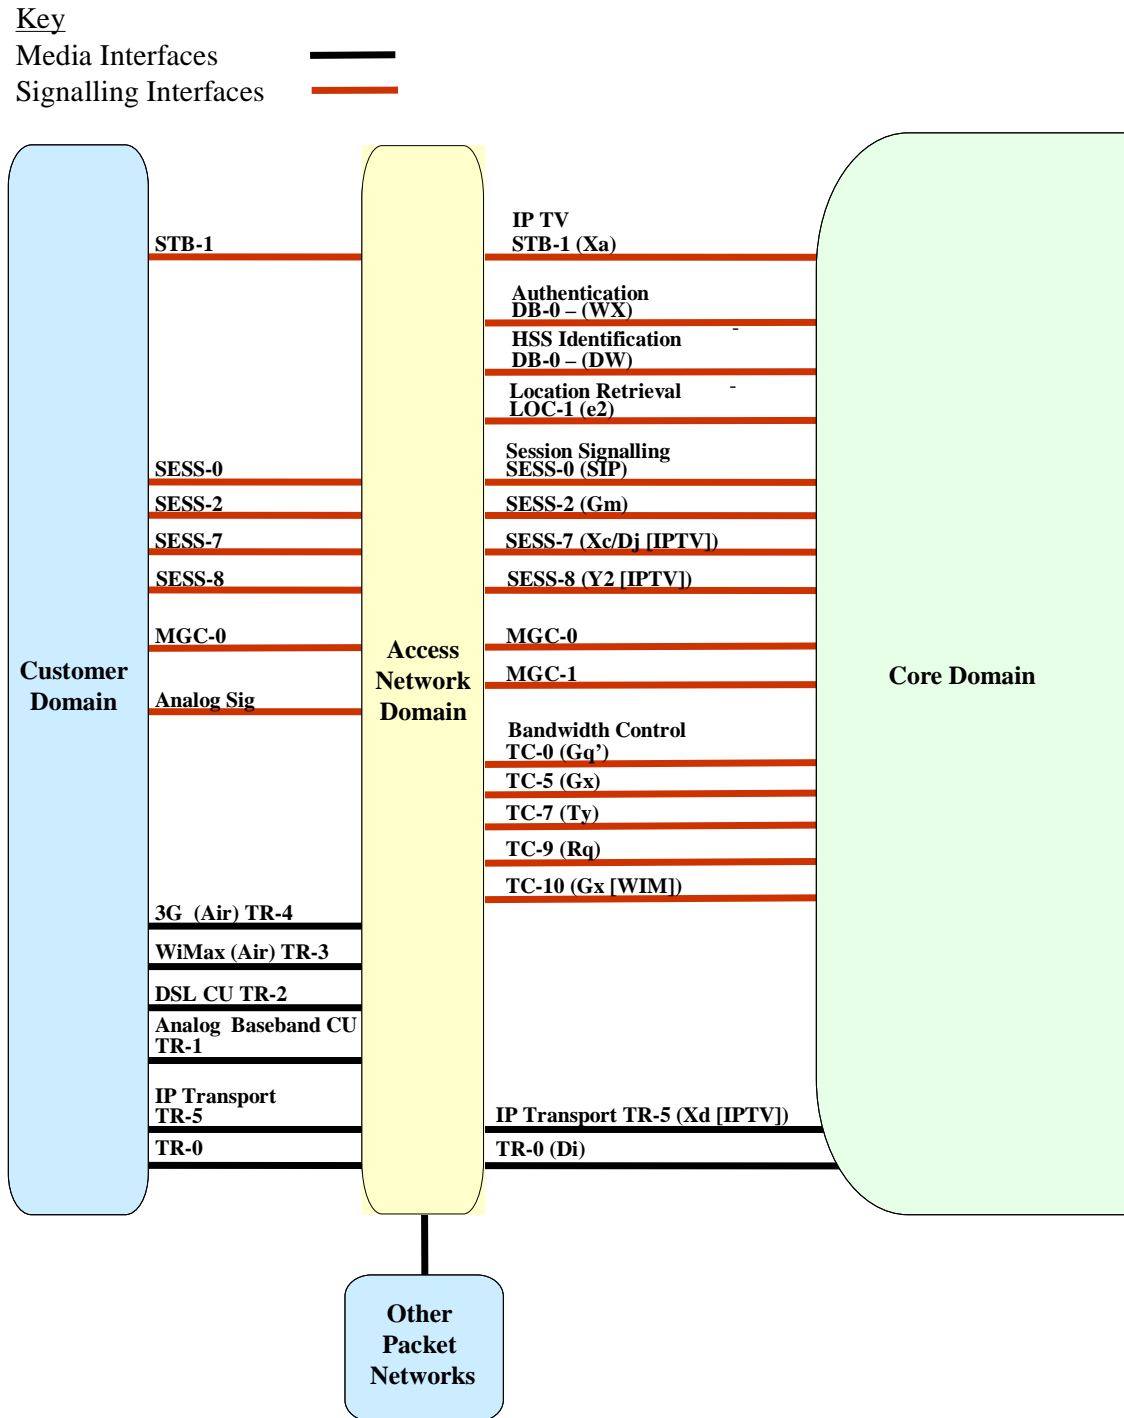 Key
Media Interfaces
Signalling Interfaces
IP TV
STB-1
STB-1 (Xa)
Authentication
DB-0 – (WX)
-
HSS Identification
DB-0 – (DW)
Location Retrieval
-
LOC-1 (e2)
Session Signalling
SESS-0
SESS-0 (SIP)
SESS-2
SESS-2 (Gm)
SESS-7
SESS-7 (Xc/Dj [IPTV])
SESS-8
SESS-8 (Y2 [IPTV])
MGC-0
MGC-0
Customer
Domain
Access
Network
Domain
MGC-1
Core Domain
Analog Sig
Bandwidth Control
TC-0 (Gq’)
TC-5 (Gx)
TC-7 (Ty)
TC-9 (Rq)
TC-10 (Gx [WIM])
3G (Air) TR-4
WiMax (Air) TR-3
DSL CU TR-2
Analog Baseband CU
TR-1
IP Transport
TR-5
IP Transport TR-5 (Xd [IPTV])
TR-0
TR-0 (Di)
Other
Packet
Networks